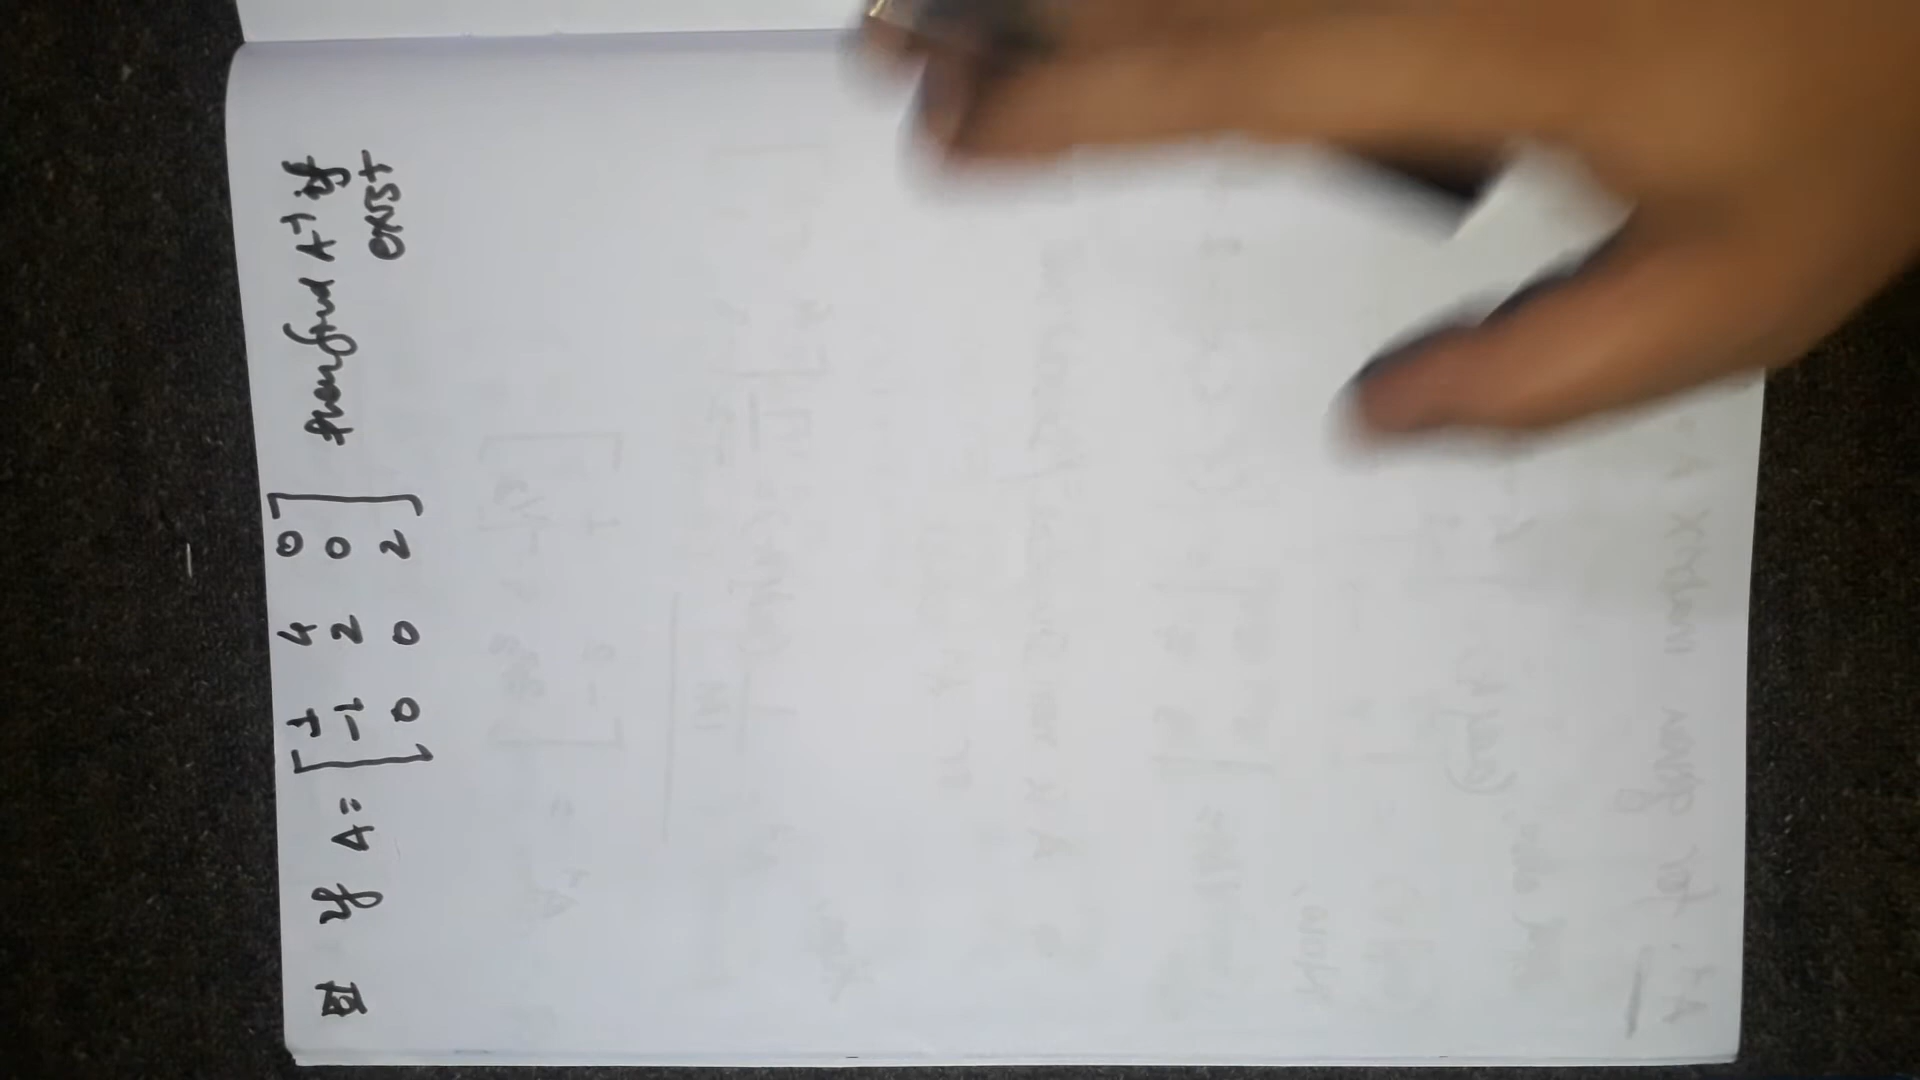 If A = [ 1 4 0
-1 2 0
0 0 2 ] then find A⁻¹ if
exist